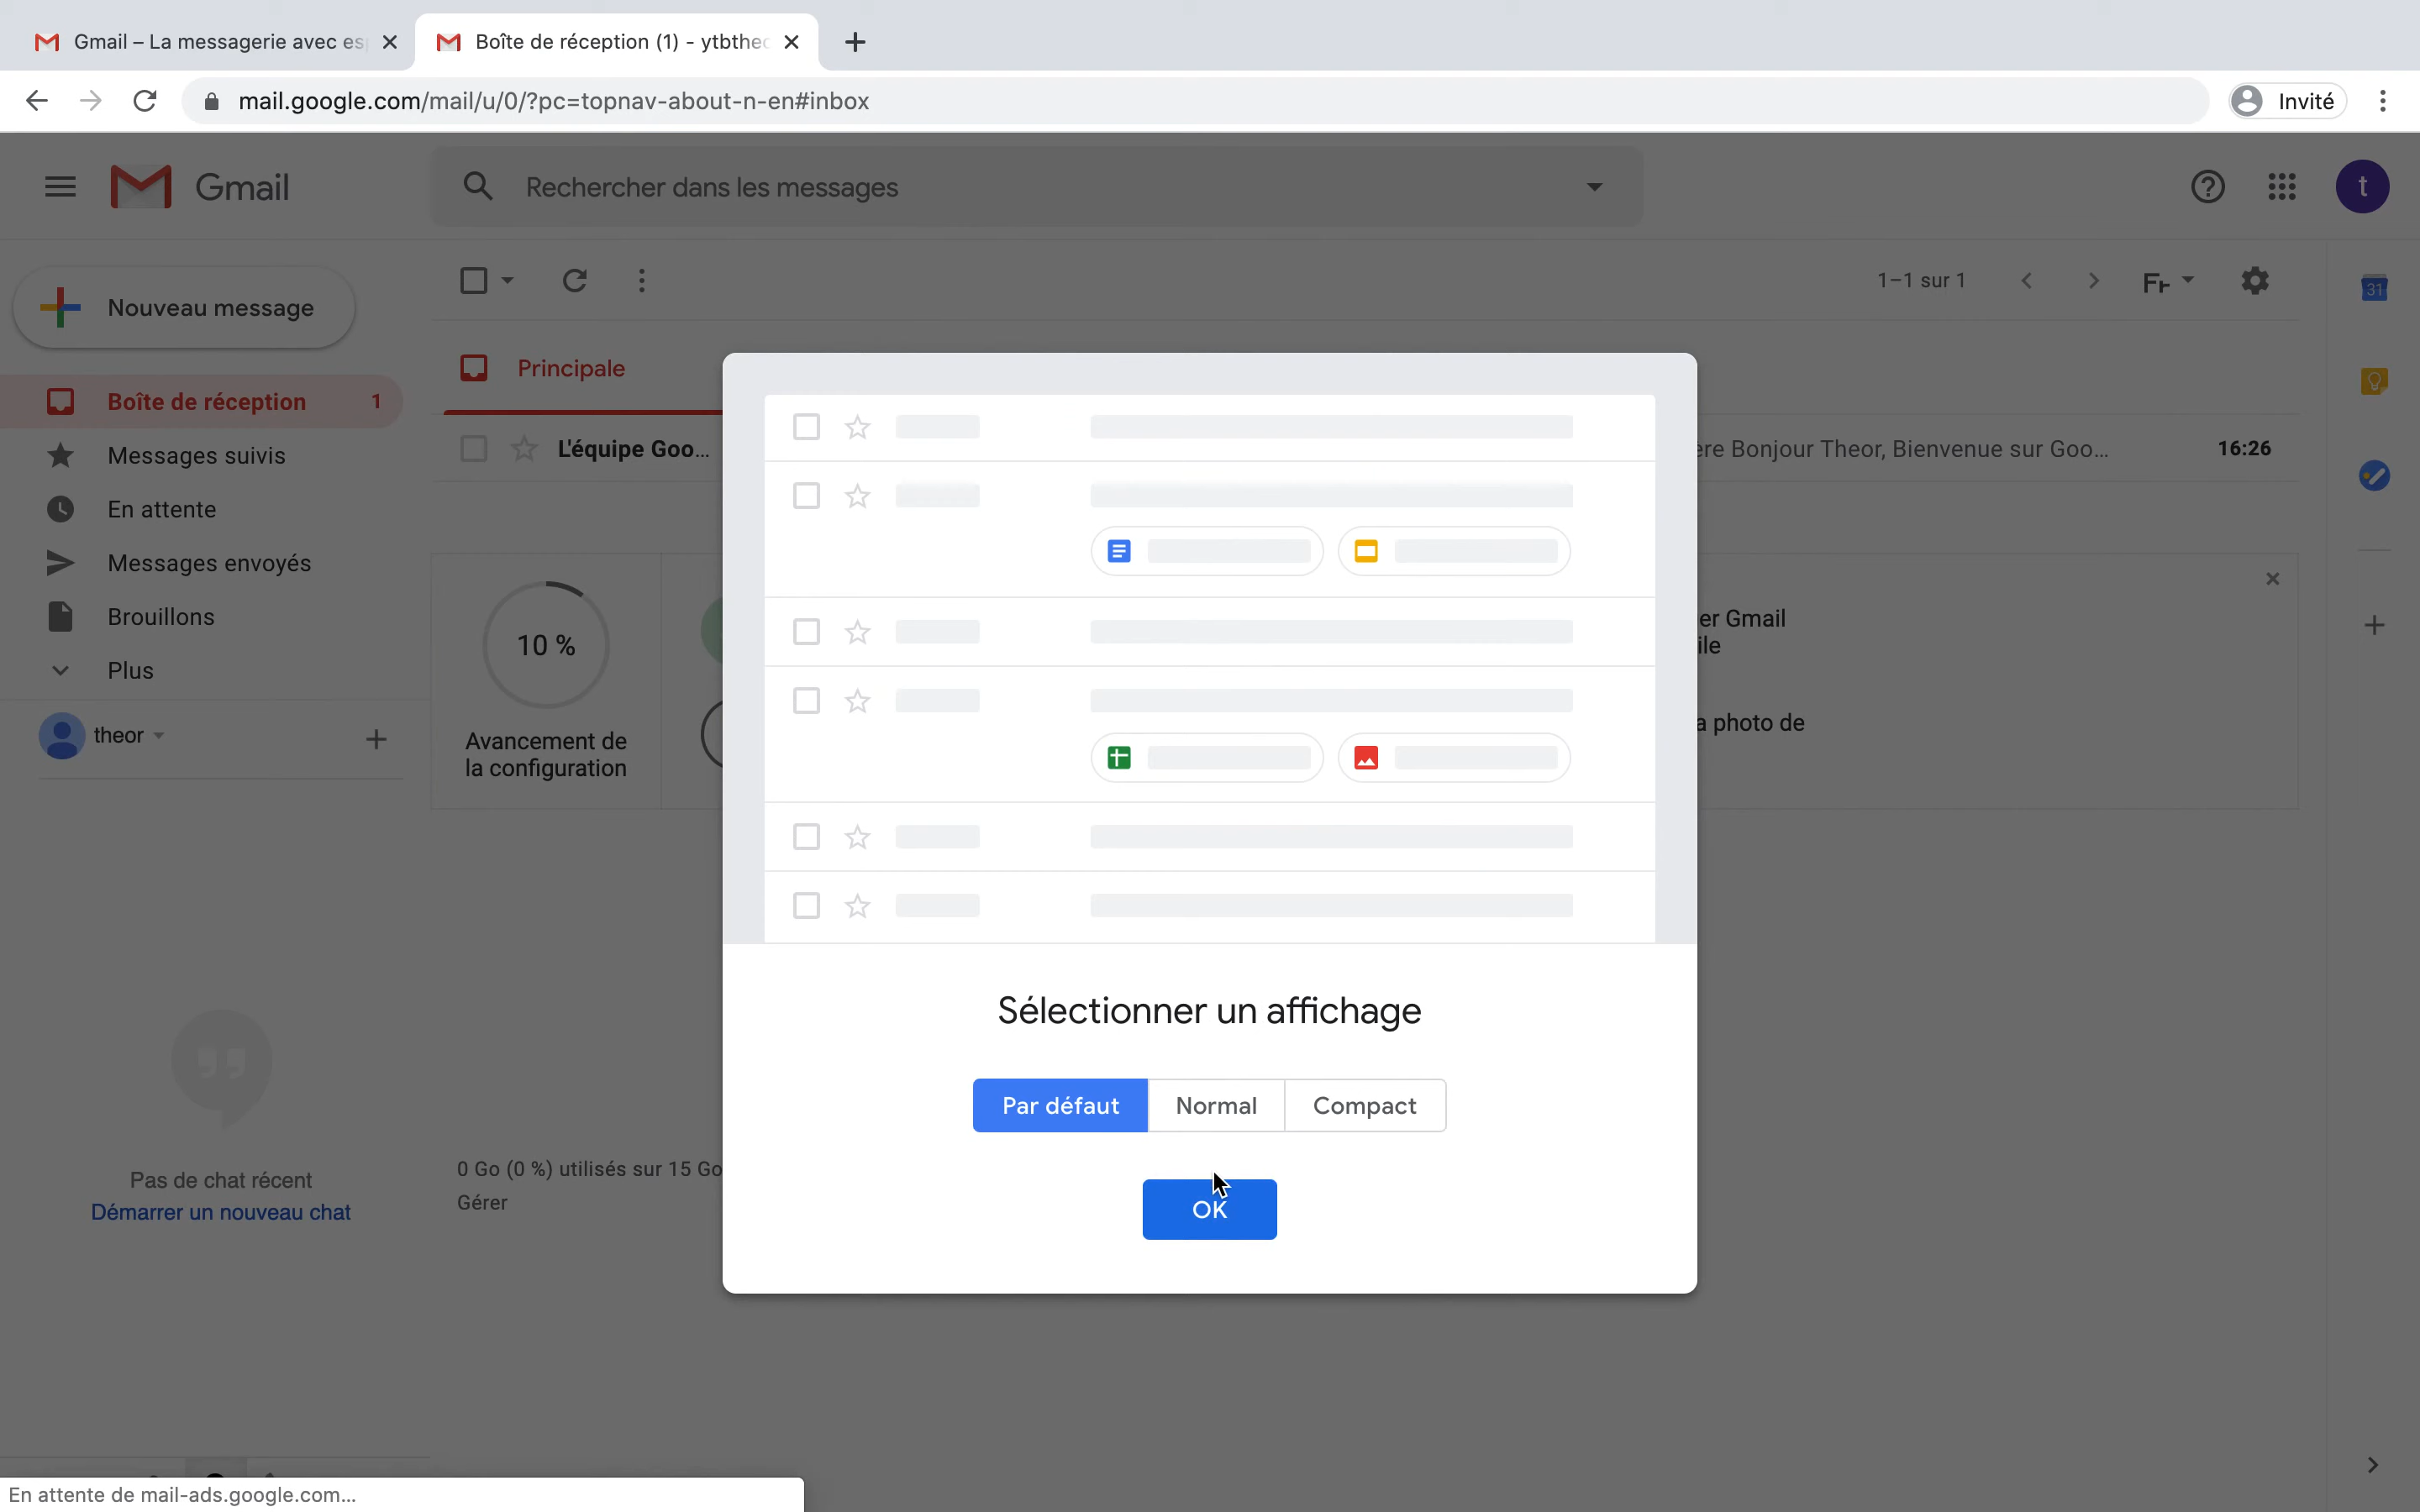 Gmail – La messagerie avec es
Boîte de réception (1) - ytbthe
mail.google.com/mail/u/0/?pc=topnav-about-n-en#inbox
Invité
Gmail
Rechercher dans les messages
t
Nouveau message
1–1 sur 1
Fr
31
Principale
Boîte de réception 1
L'équipe Goo...
ere Bonjour Theor, Bienvenue sur Goo...
16:26
Messages suivis
En attente
Messages envoyés
Brouillons
Plus
theor
10 %
Avancement de
la configuration
er Gmail
ile
a photo de
Sélectionner un affichage
Par défaut
Normal
Compact
OK
Pas de chat récent
Démarrer un nouveau chat
0 Go (0 %) utilisés sur 15 Go
Gérer
En attente de mail-ads.google.com...